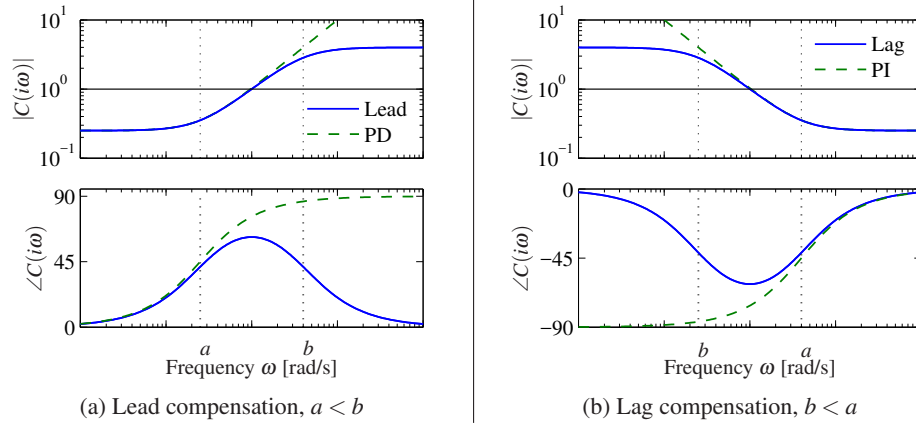 10^1
10^0
10^−1
|C(iω)|
Lead
PD
90
45
0
∠C(iω)
a
b
Frequency ω [rad/s]
(a) Lead compensation, a < b
10^1
10^0
10^−1
|C(iω)|
Lag
PI
0
−45
−90
∠C(iω)
b
a
Frequency ω [rad/s]
(b) Lag compensation, b < a